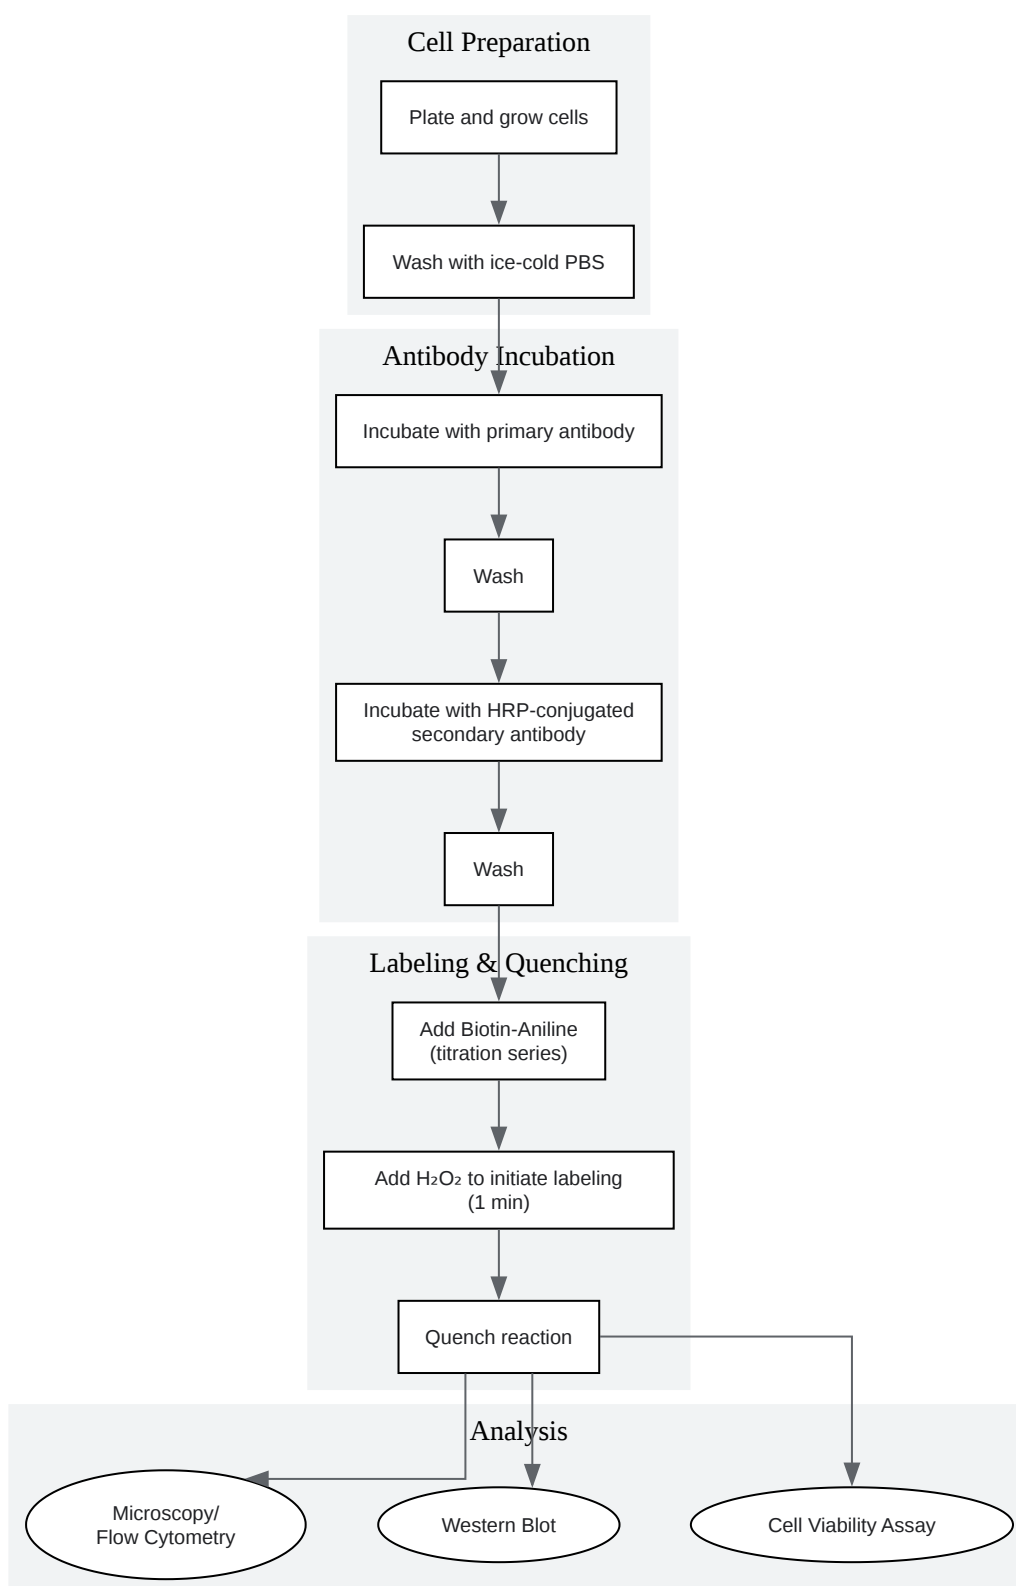 Cell Preparation
Plate and grow cells
Wash with ice-cold PBS
Antibody Incubation
Incubate with primary antibody
Wash
Incubate with HRP-conjugated
secondary antibody
Wash
Labeling & Quenching
Add Biotin-Aniline
(titration series)
Add H₂O₂ to initiate labeling
(1 min)
Quench reaction
Analysis
Microscopy/
Flow Cytometry
Western Blot
Cell Viability Assay